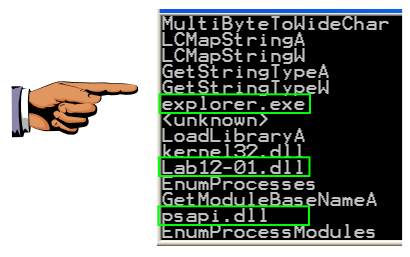 MultiByteToWideChar
LCMapStringA
LCMapStringW
GetStringTypeA
GetStringTypeW
explorer.exe
<unknown>
LoadLibraryA
kernel32.dll
Lab12-01.dll
EnumProcesses
GetModuleBaseNameA
psapi.dll
EnumProcessModules